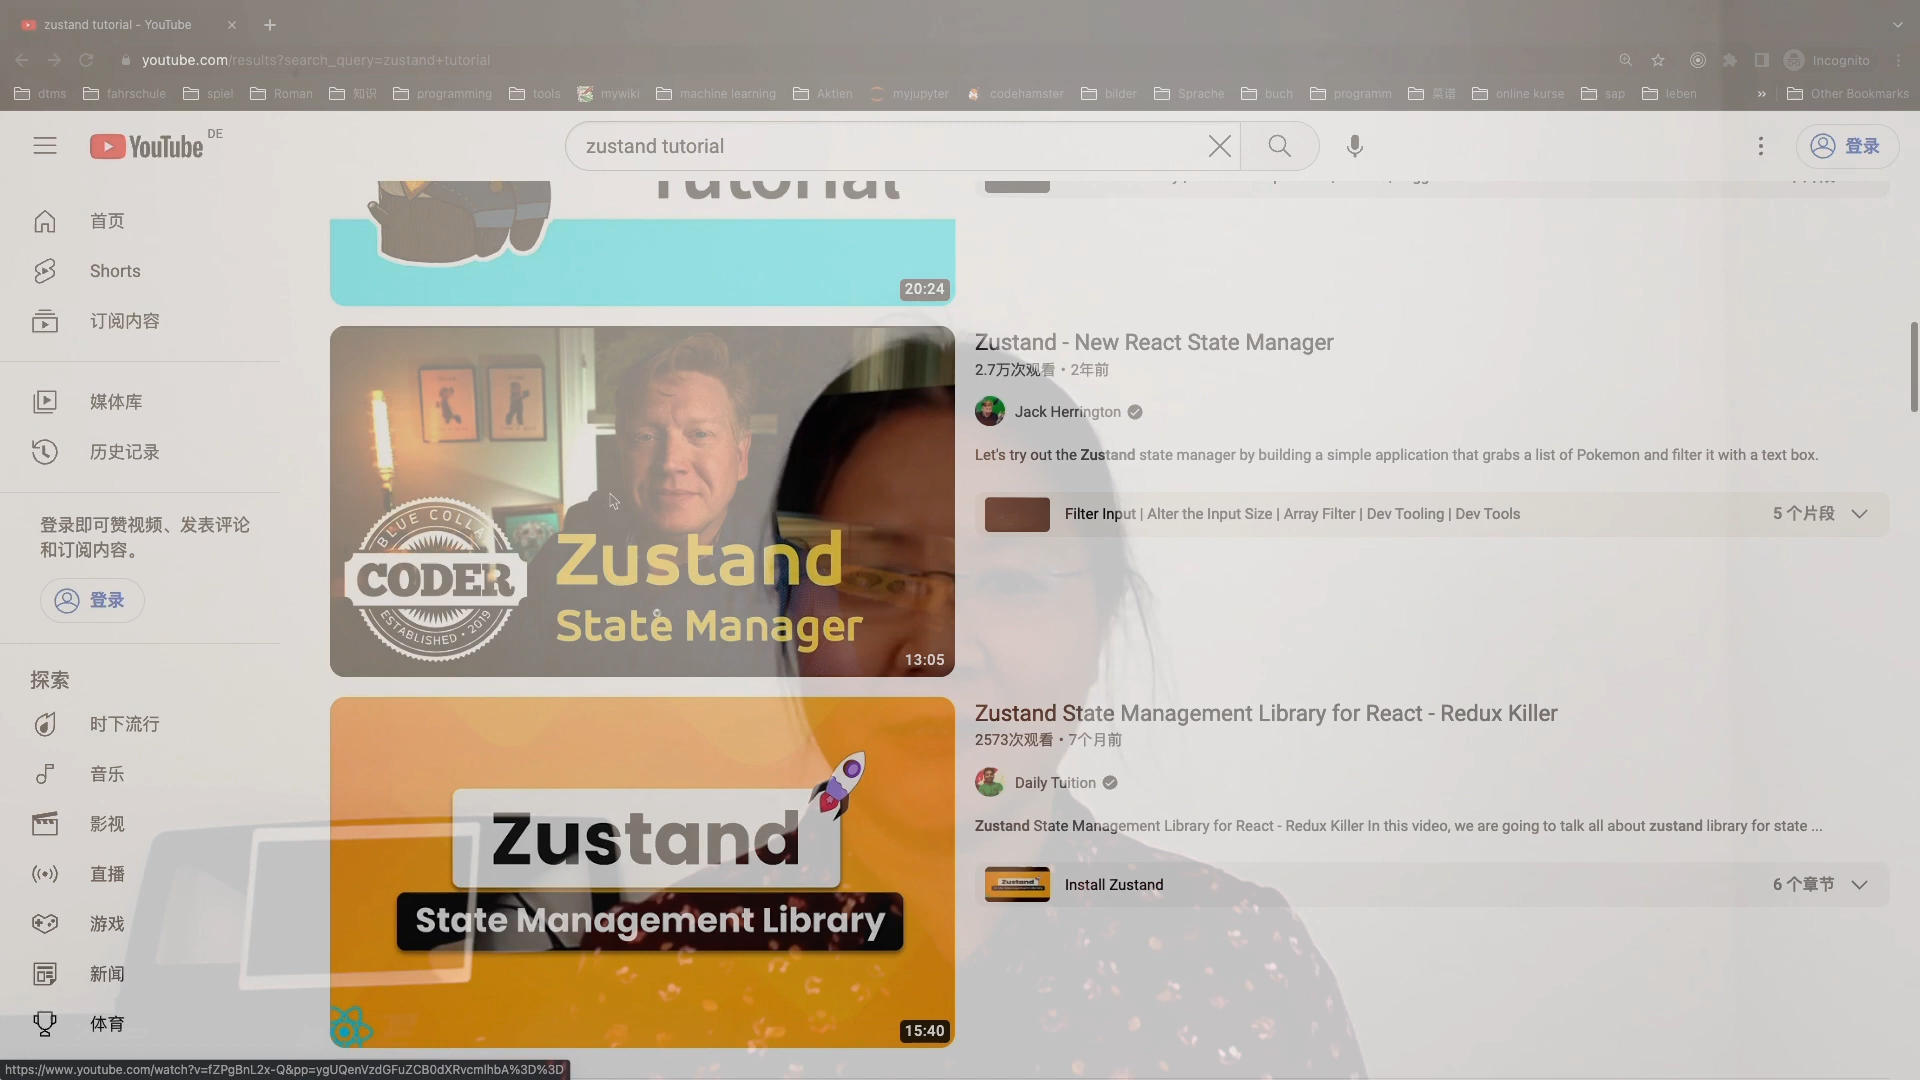 zustand tutorial - YouTube
youtube.com/results?search_query=zustand+tutorial
Incognito
dtms
fahrschule
spiel
Roman
知识
programming
tools
mywiki
machine learning
Aktien
myjupyter
codehamster
bilder
Sprache
buch
programm
菜谱
online kurse
sap
leben
»
Other Bookmarks
YouTube DE
zustand tutorial
登录
首页
Shorts
订阅内容
媒体库
历史记录
登录即可赞视频、发表评论
和订阅内容。
登录
探索
时下流行
音乐
影视
直播
游戏
新闻
体育
Tutorial
20:24
BLUE COLLA
CODER
ESTABLISHED • 2019
Zustand
State Manager
13:05
Zustand - New React State Manager
2.7万次观看 • 2年前
Jack Herrington
Let's try out the Zustand state manager by building a simple application that grabs a list of Pokemon and filter it with a text box.
Filter Input | Alter the Input Size | Array Filter | Dev Tooling | Dev Tools
5 个片段
Zustand
State Management Library
15:40
Zustand State Management Library for React - Redux Killer
2573次观看 • 7个月前
Daily Tuition
Zustand State Management Library for React - Redux Killer In this video, we are going to talk all about zustand library for state ...
Install Zustand
6 个章节
https://www.youtube.com/watch?v=fZPgBnL2x-Q&pp=ygUQenVzdGFuZCB0dXRvcmlhbA%3D%3D